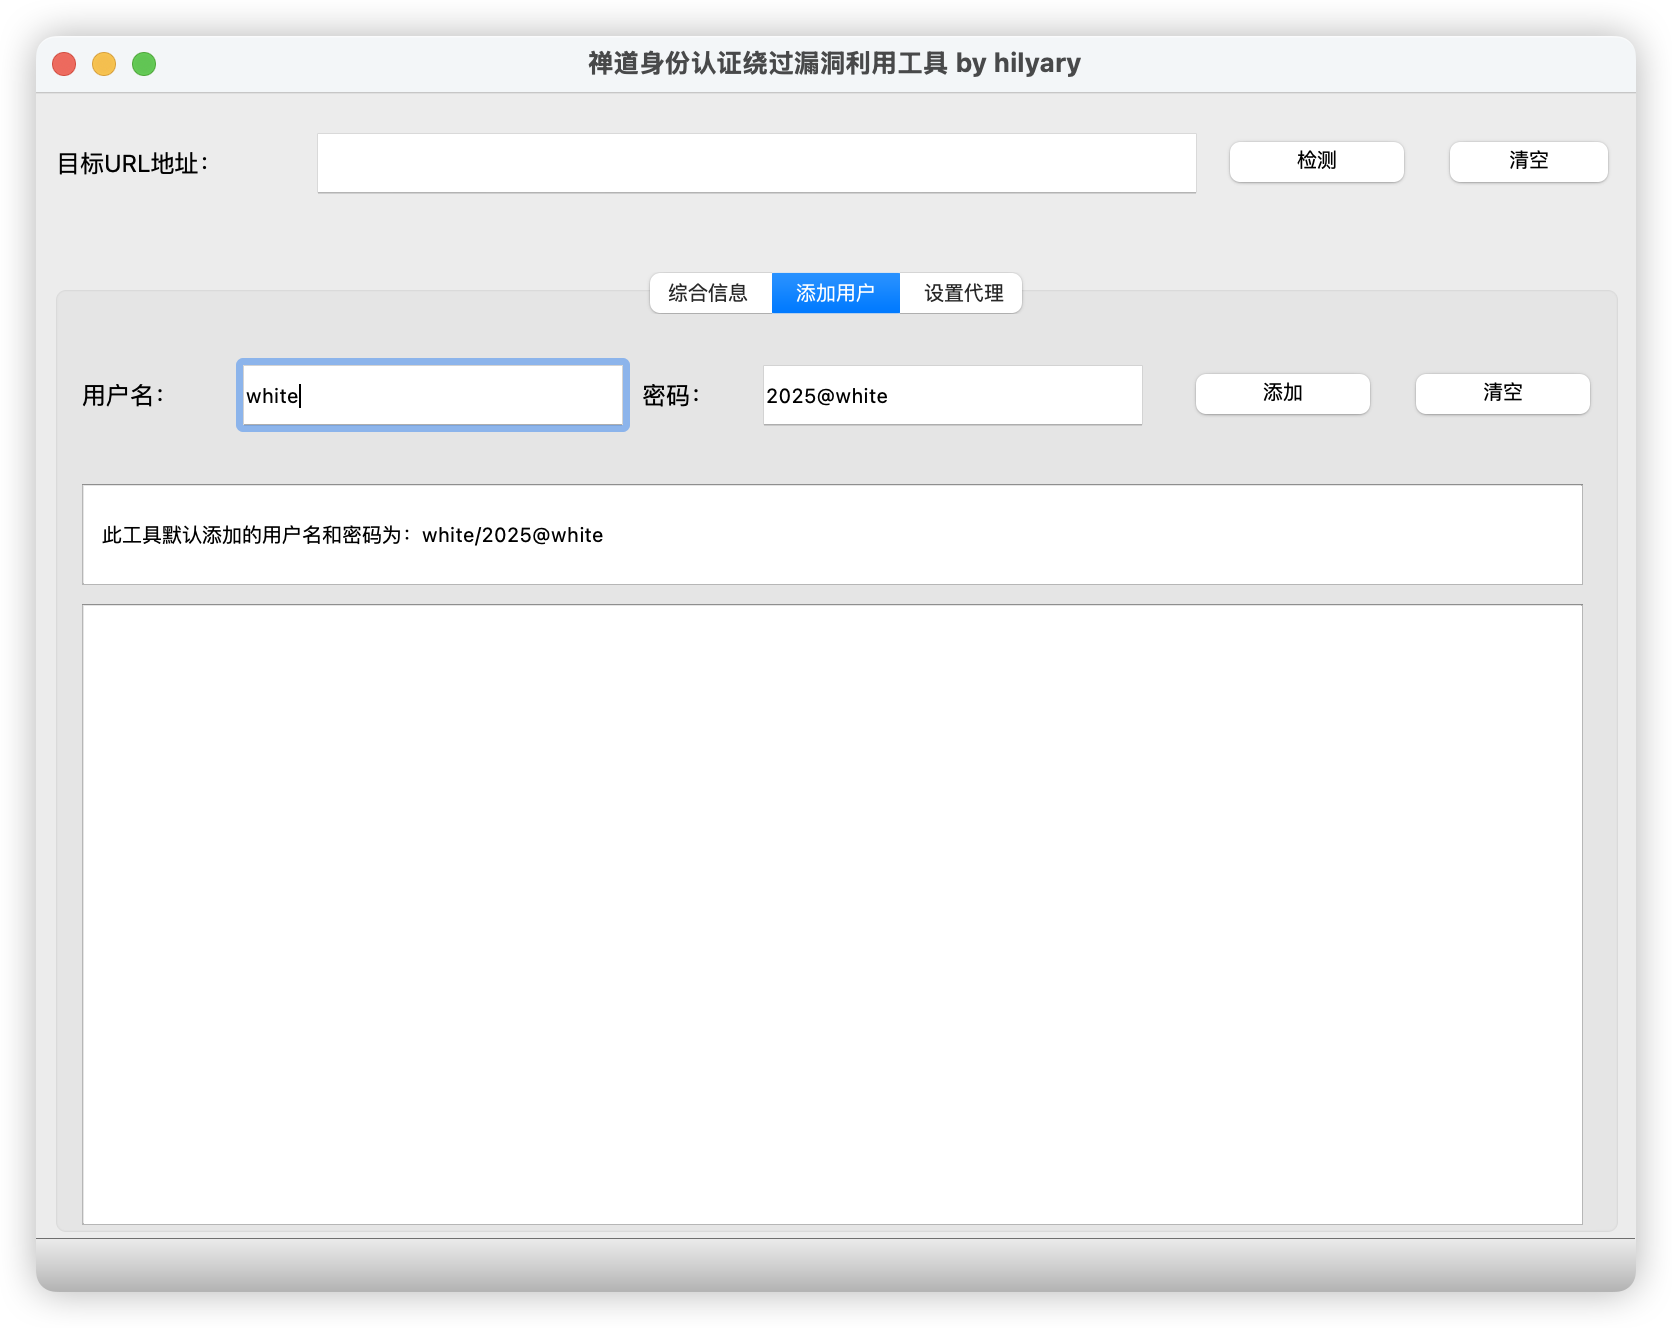 禅道身份认证绕过漏洞利用工具 by hilyary
目标URL地址： 检测 清空
综合信息 添加用户 设置代理
用户名： white 密码： 2025@white 添加 清空
此工具默认添加的用户名和密码为：white/2025@white